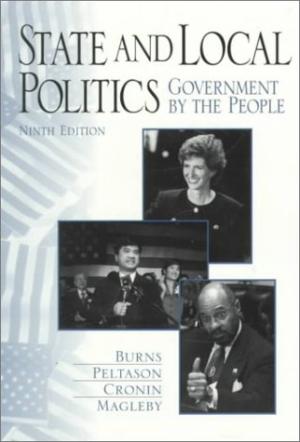 STATE AND LOCAL
POLITICS
GOVERNMENT
BY THE PEOPLE
NINTH EDITION
BURNS
PELTASON
CRONIN
MAGLEBY